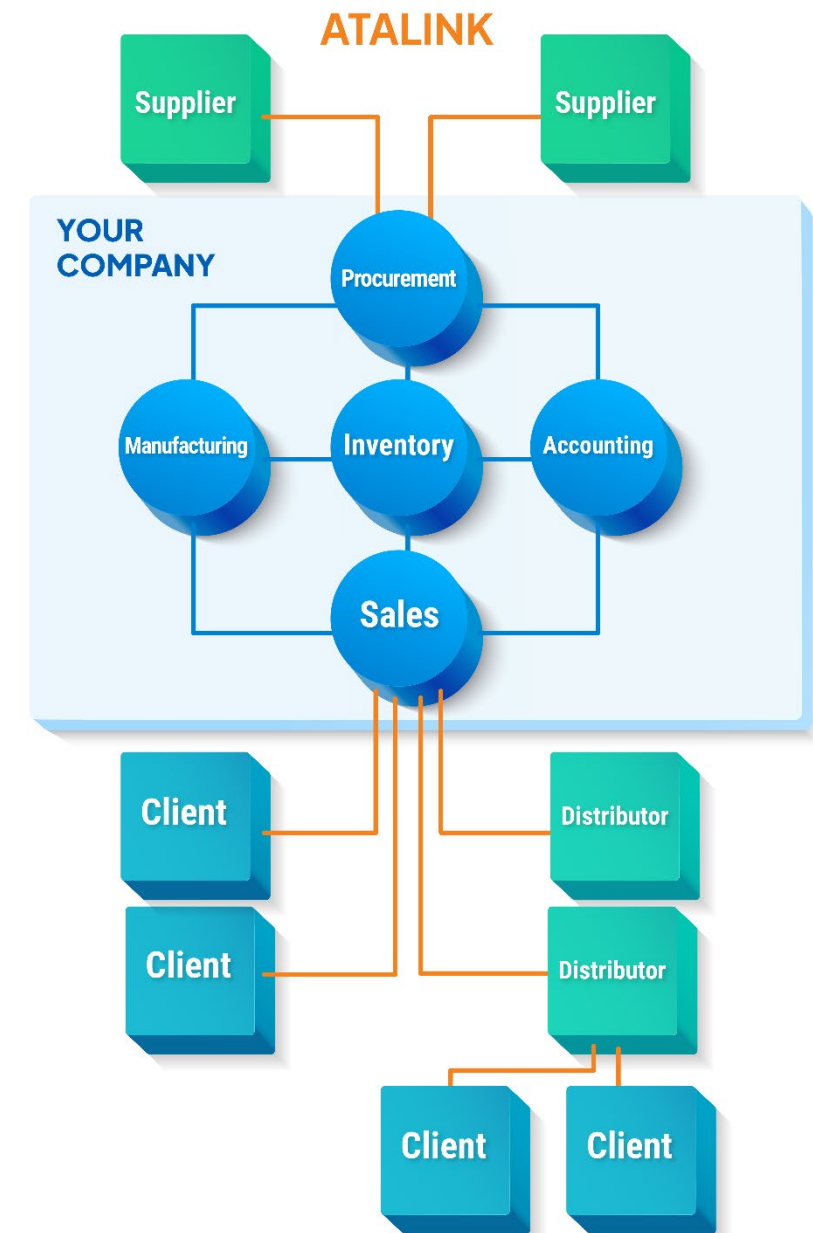 ATALINK
Supplier
Supplier
YOUR
COMPANY
Procurement
Manufacturing
Inventory
Accounting
Sales
Client
Distributor
Client
Distributor
Client
Client